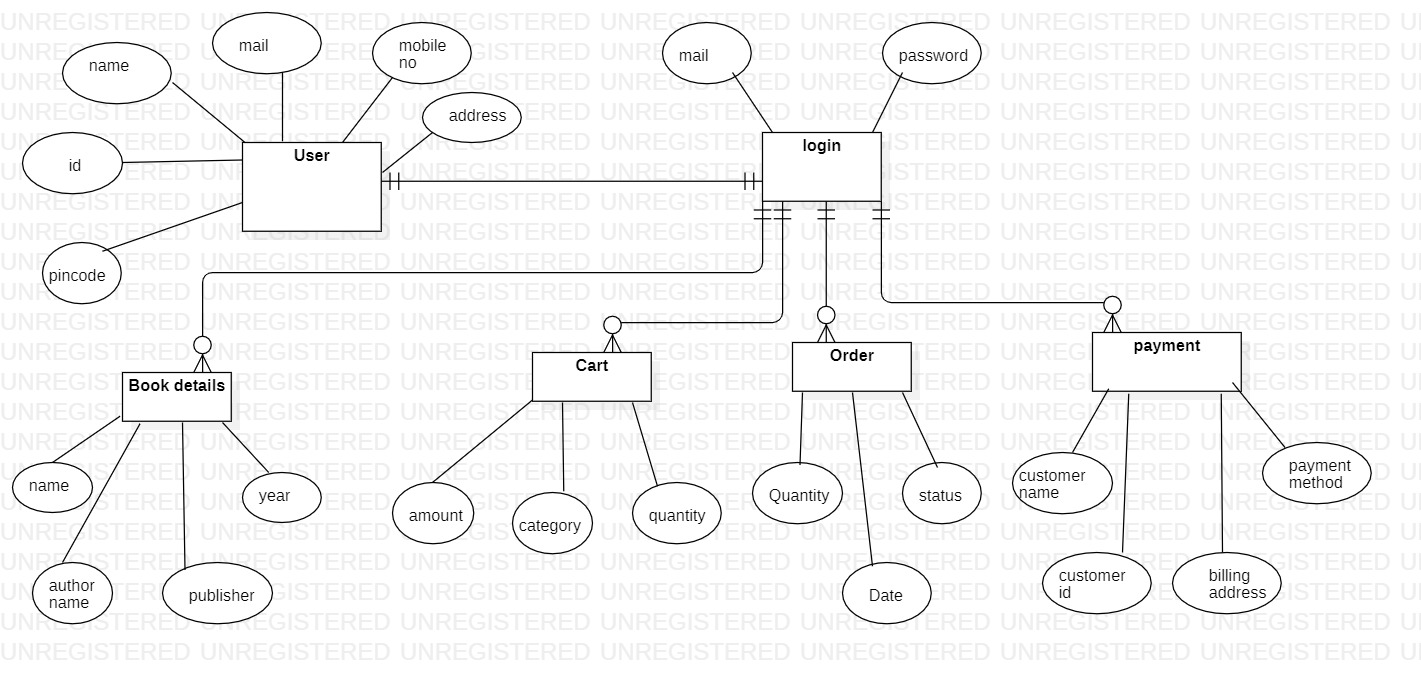 mail
name
mobile
no
address
id
User
pincode
mail
password
login
Book details
Cart
Order
payment
name
author
name
publisher
year
amount
category
quantity
Quantity
Date
status
customer
name
customer
id
billing
address
payment
method
UNREGISTERED UNREGISTERED UNREGISTERED UNREGISTERED UNREGISTERED UNREGISTERED UNREGISTERED